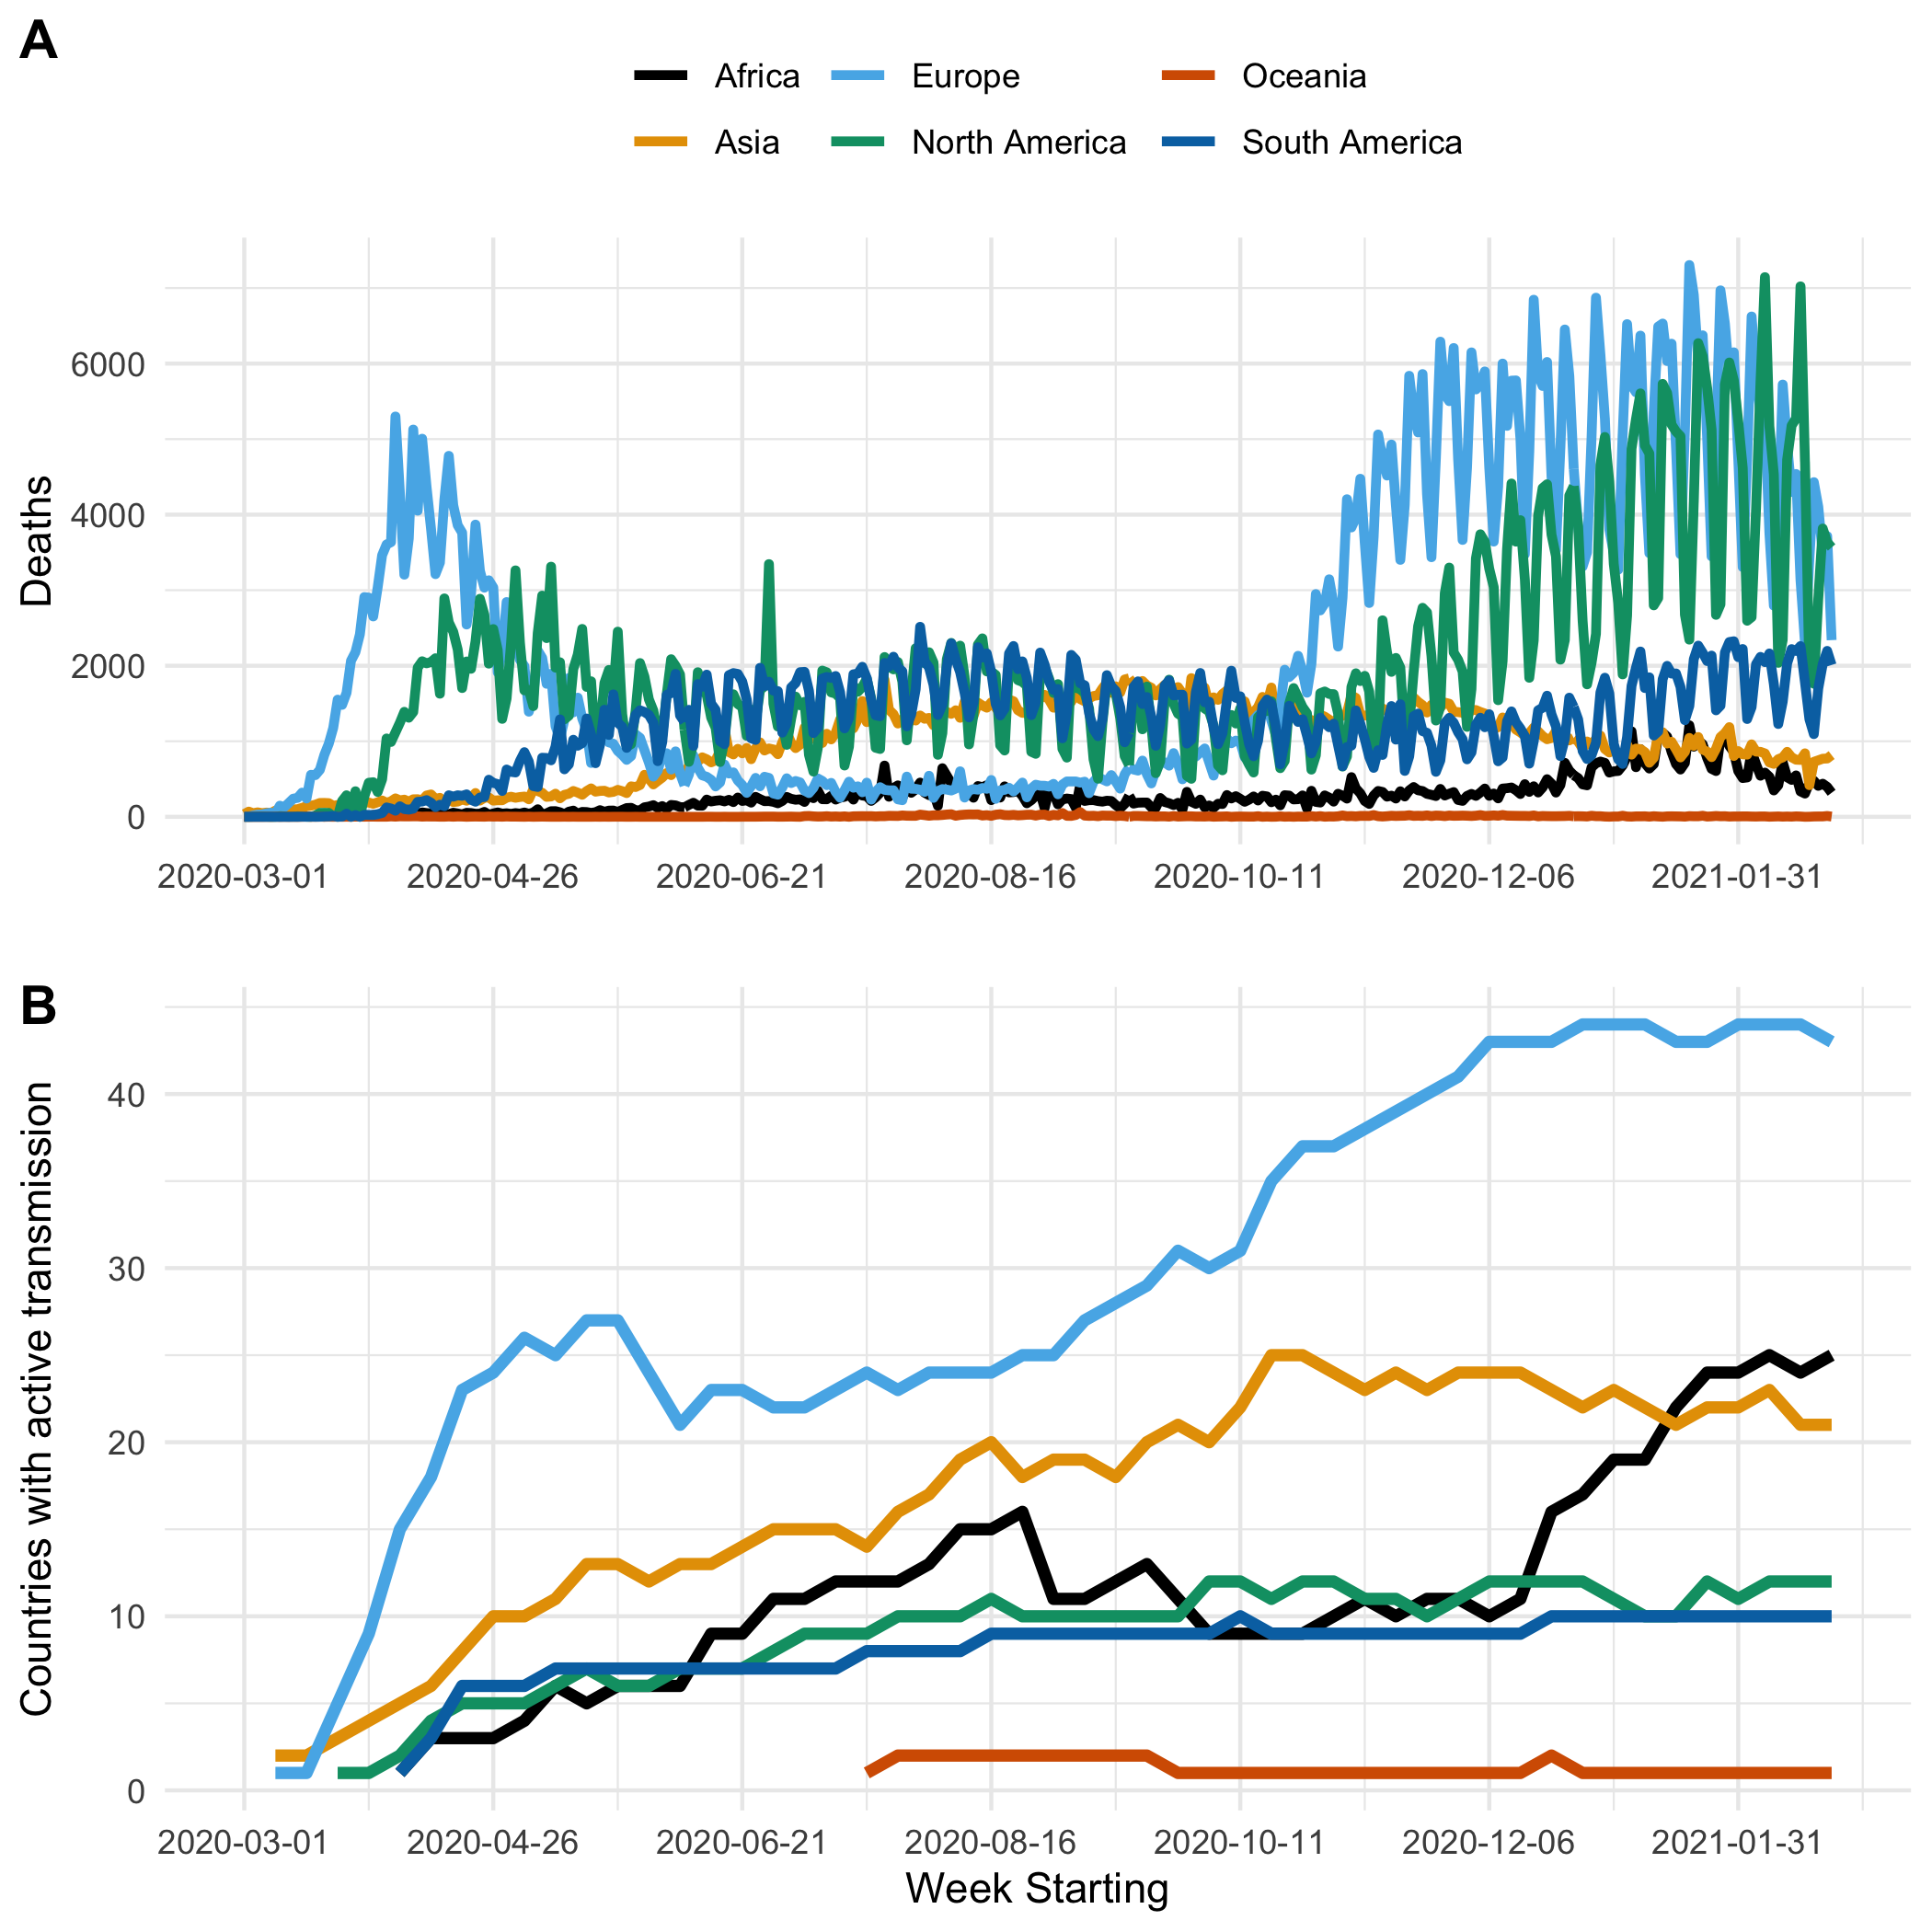 A
Africa Europe Oceania
Asia North America South America
Deaths
6000
4000
2000
0
2020-03-01 2020-04-26 2020-06-21 2020-08-16 2020-10-11 2020-12-06 2021-01-31
B
Countries with active transmission
40
30
20
10
0
2020-03-01 2020-04-26 2020-06-21 2020-08-16 2020-10-11 2020-12-06 2021-01-31
Week Starting